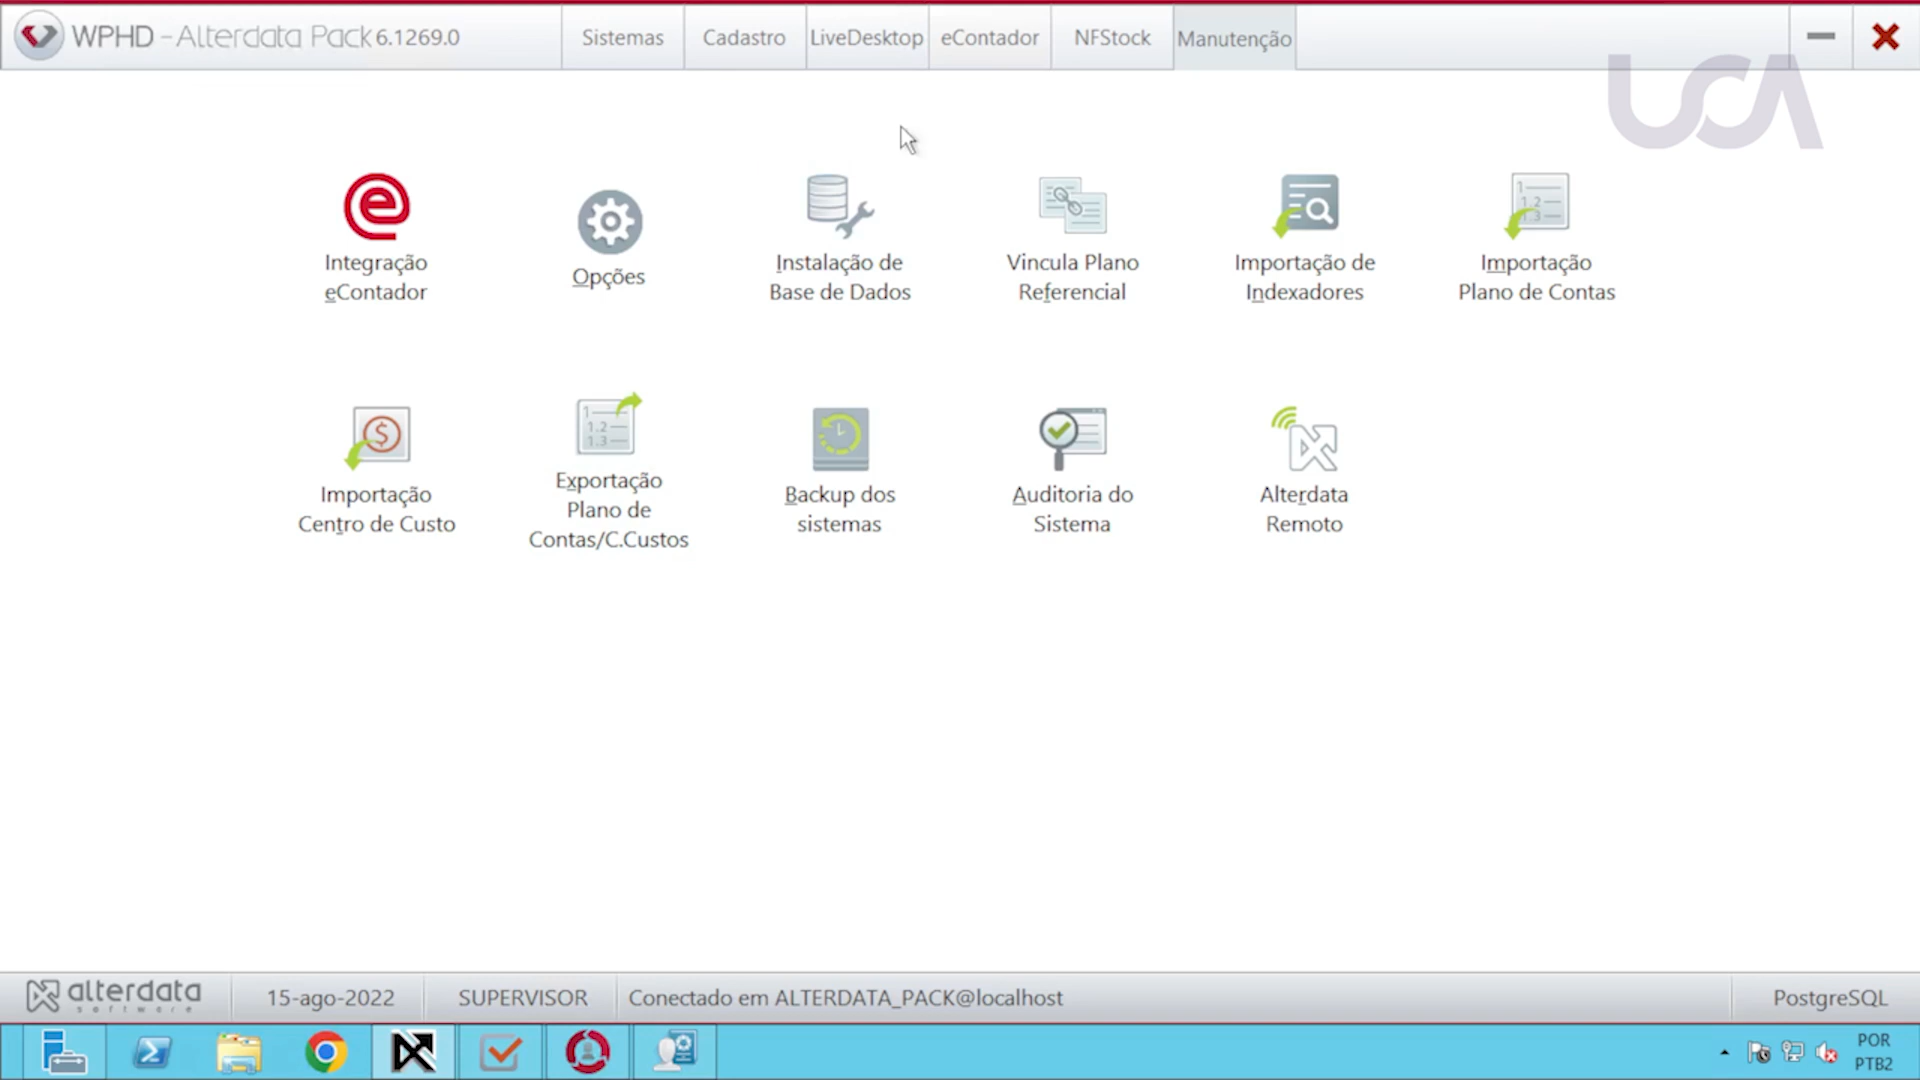 WPHD - Alterdata Pack 6.1269.0
Sistemas
Cadastro
LiveDesktop
eContador
NFStock
Manutenção
UCA
Integração
eContador
Opções
Instalação de
Base de Dados
Vincula Plano
Referencial
Importação de
Indexadores
Importação
Plano de Contas
Importação
Centro de Custo
Exportação
Plano de
Contas/C.Custos
Backup dos
sistemas
Auditoria do
Sistema
Alterdata
Remoto
alterdata
software
15-ago-2022
SUPERVISOR
Conectado em ALTERDATA_PACK@localhost
PostgreSQL
POR
PTB2